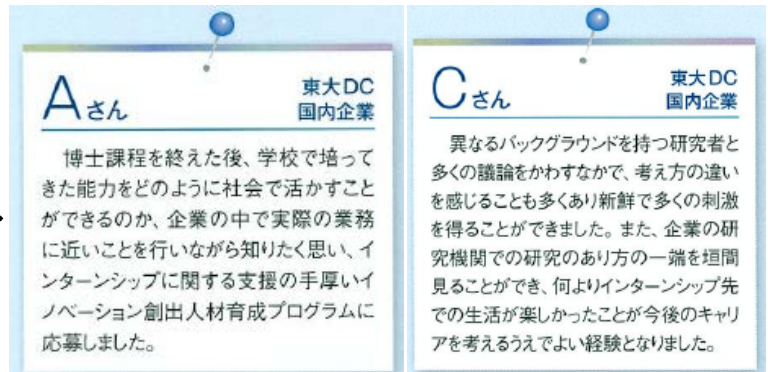 Aさん
東大DC
国内企業
博士課程を終えた後、学校で培って
きた能力をどのように社会で活かすこと
ができるのか、企業の中で実際の業務
に近いことを行いながら知りたく思い、イ
ンターンシップに関する支援の手厚いイ
ノベーション創出人材育成プログラムに
応募しました。
Cさん
東大DC
国内企業
異なるバックグラウンドを持つ研究者と
多くの議論をかわすなかで、考え方の違い
を感じることも多くあり新鮮で多くの刺激
を得ることができました。また、企業の研
究機関での研究のあり方の一端を垣間
見ることができ、何よりインターンシップ先
での生活が楽しかったことが今後のキャリ
アを考えるうえでよい経験となりました。